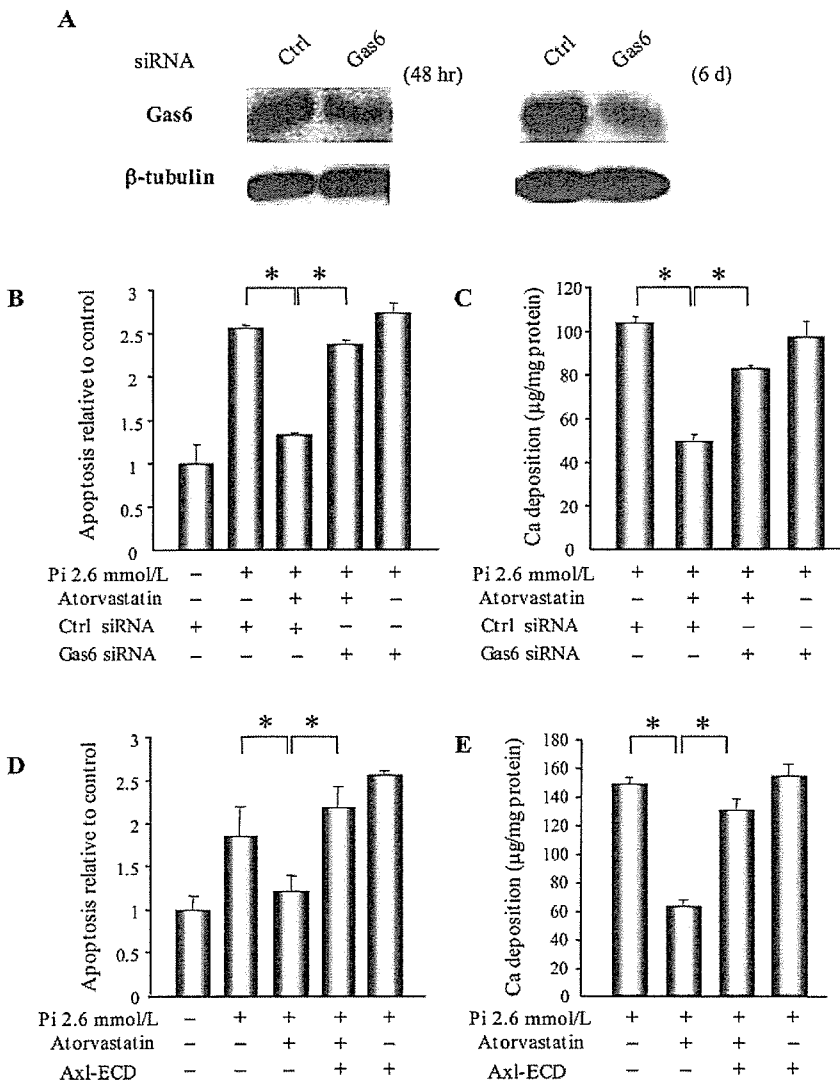 A
siRNA Ctrl Gas6 (48 hr) Ctrl Gas6 (6 d)
Gas6
β-tubulin
B
Apoptosis relative to control
3
2.5
2
1.5
1
0.5
0
* *
Pi 2.6 mmol/L − + + + +
Atorvastatin − − + + −
Ctrl siRNA + + + − −
Gas6 siRNA − − − + +
C
Ca deposition (µg/mg protein)
120
100
80
60
40
20
0
* *
Pi 2.6 mmol/L + + + +
Atorvastatin − + + −
Ctrl siRNA + + − −
Gas6 siRNA − − + +
D
Apoptosis relative to control
3
2.5
2
1.5
1
0.5
0
* *
Pi 2.6 mmol/L − + + + +
Atorvastatin − − + + −
Axl-ECD − − − + +
E
Ca deposition (µg/mg protein)
180
160
140
120
100
80
60
40
20
0
* *
Pi 2.6 mmol/L + + + +
Atorvastatin − + + −
Axl-ECD − − + +